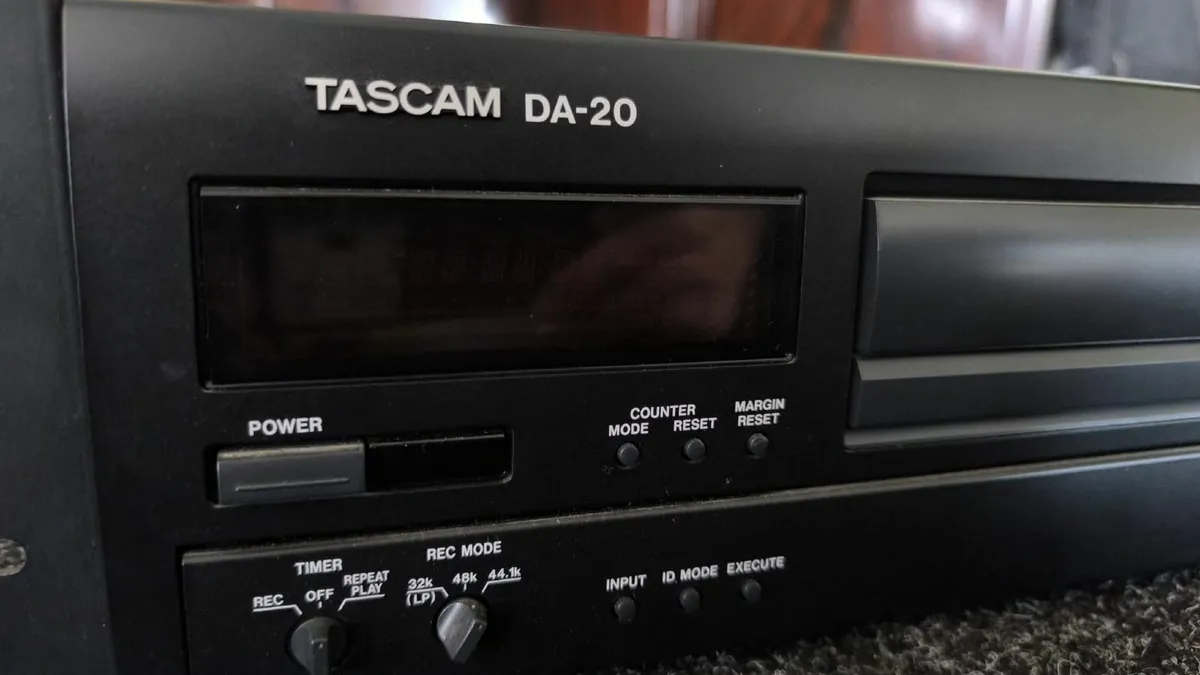 TASCAM DA-20
POWER
COUNTER
MODE RESET
MARGIN
RESET
TIMER
REC OFF REPEAT
PLAY
REC MODE
32k 48k 44.1k
(LP)
INPUT ID MODE EXECUTE